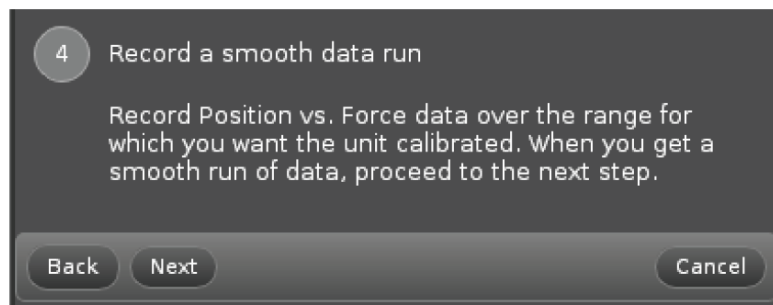 4 Record a smooth data run
Record Position vs. Force data over the range for
which you want the unit calibrated. When you get a
smooth run of data, proceed to the next step.
Back Next Cancel